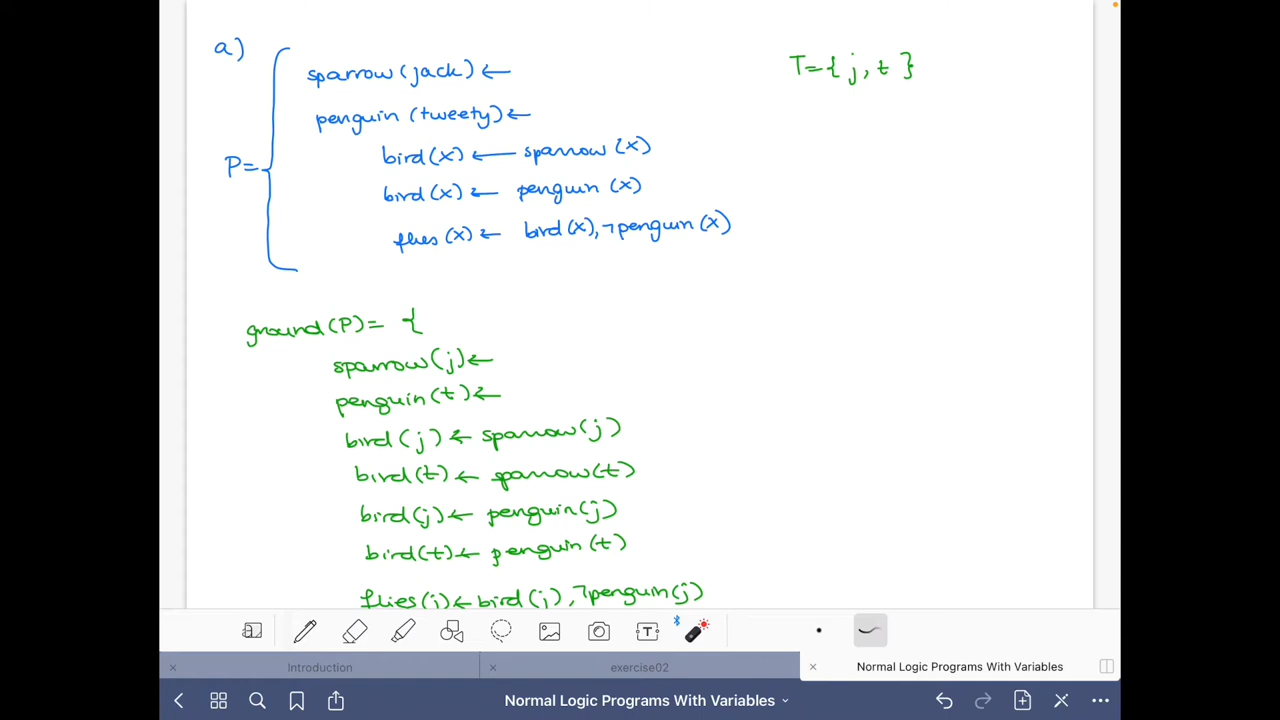 a)
sparrow(jack) ←
T={ j, t }
penguin (tweety) ←
bird(x) ← sparrow(x)
P=
bird(x) ← penguin (x)
flies (x) ← bird(x), ¬penguin(x)
ground(P)= {
sparrow(j) ←
penguin(t) ←
bird(j) ← sparrow(j)
bird(t) ← sparrow(t)
bird(j) ← penguin(j)
bird(t) ← penguin(t)
flies(j) ← bird(j), ¬penguin(j)
T
Introduction
exercise02
Normal Logic Programs With Variables
Normal Logic Programs With Variables